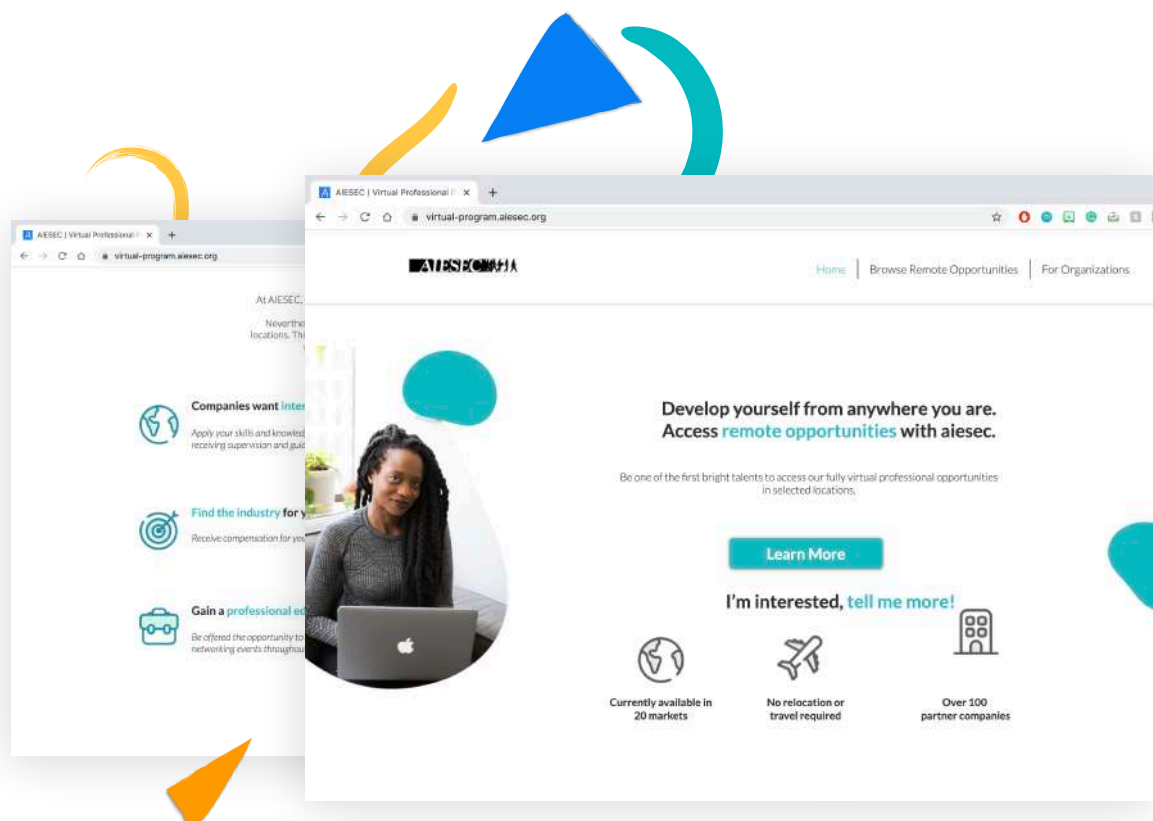 AIESEC | Virtual Professional
virtual-program.aiesec.org
At AIESEC,
locations.
Companies want
Apply your skills and
receiving supervision and
Find the industry for
Receive compensation for
Gain a professional
Be offered the opportunity to
networking events
AIESEC | Virtual Professional
virtual-program.aiesec.org
AIESEC
Home
Browse Remote Opportunities
For Organizations
Develop yourself from anywhere you are.
Access remote opportunities with aiesec.
Be one of the first bright talents to access our fully virtual professional opportunities
in selected locations.
Learn More
I'm interested, tell me more!
Currently available in
20 markets
No relocation or
travel required
Over 100
partner companies